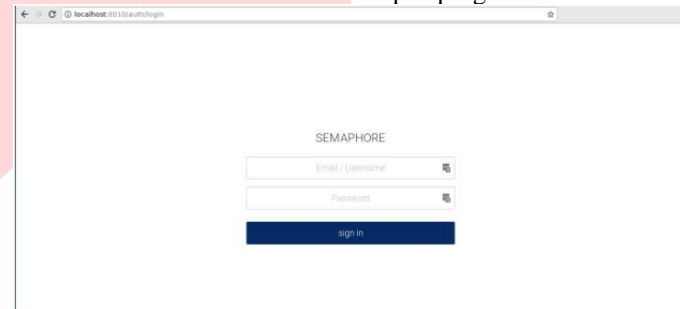 localhost:8010/auth/login
SEMAPHORE
Email / Username
Password
sign in